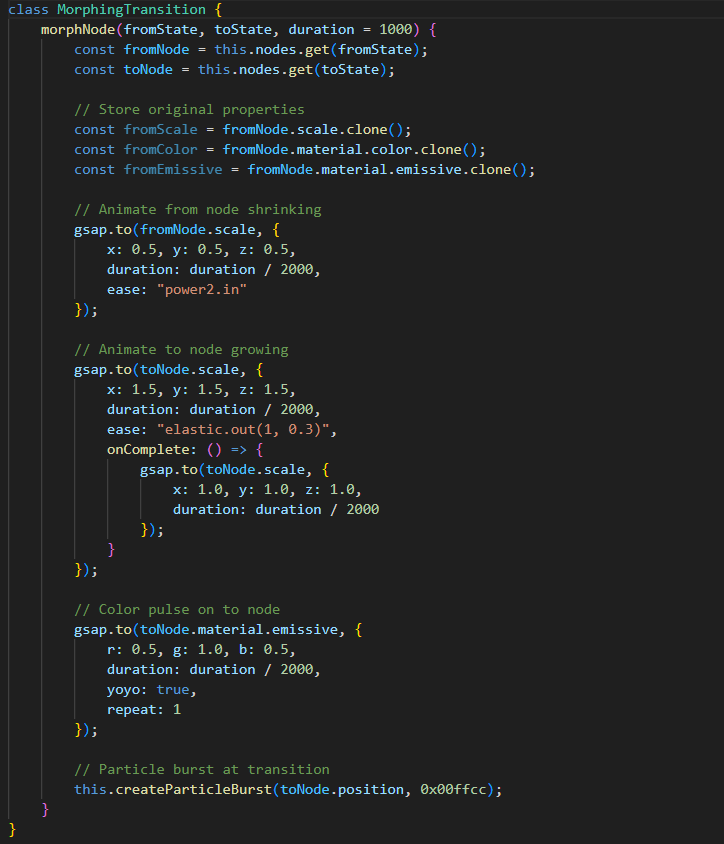 class MorphingTransition {
    morphNode(fromState, toState, duration = 1000) {
        const fromNode = this.nodes.get(fromState);
        const toNode = this.nodes.get(toState);

        // Store original properties
        const fromScale = fromNode.scale.clone();
        const fromColor = fromNode.material.color.clone();
        const fromEmissive = fromNode.material.emissive.clone();

        // Animate from node shrinking
        gsap.to(fromNode.scale, {
            x: 0.5, y: 0.5, z: 0.5,
            duration: duration / 2000,
            ease: "power2.in"
        });

        // Animate to node growing
        gsap.to(toNode.scale, {
            x: 1.5, y: 1.5, z: 1.5,
            duration: duration / 2000,
            ease: "elastic.out(1, 0.3)",
            onComplete: () => {
                gsap.to(toNode.scale, {
                    x: 1.0, y: 1.0, z: 1.0,
                    duration: duration / 2000
                });
            }
        });

        // Color pulse on to node
        gsap.to(toNode.material.emissive, {
            r: 0.5, g: 1.0, b: 0.5,
            duration: duration / 2000,
            yoyo: true,
            repeat: 1
        });

        // Particle burst at transition
        this.createParticleBurst(toNode.position, 0x00ffcc);
    }
}